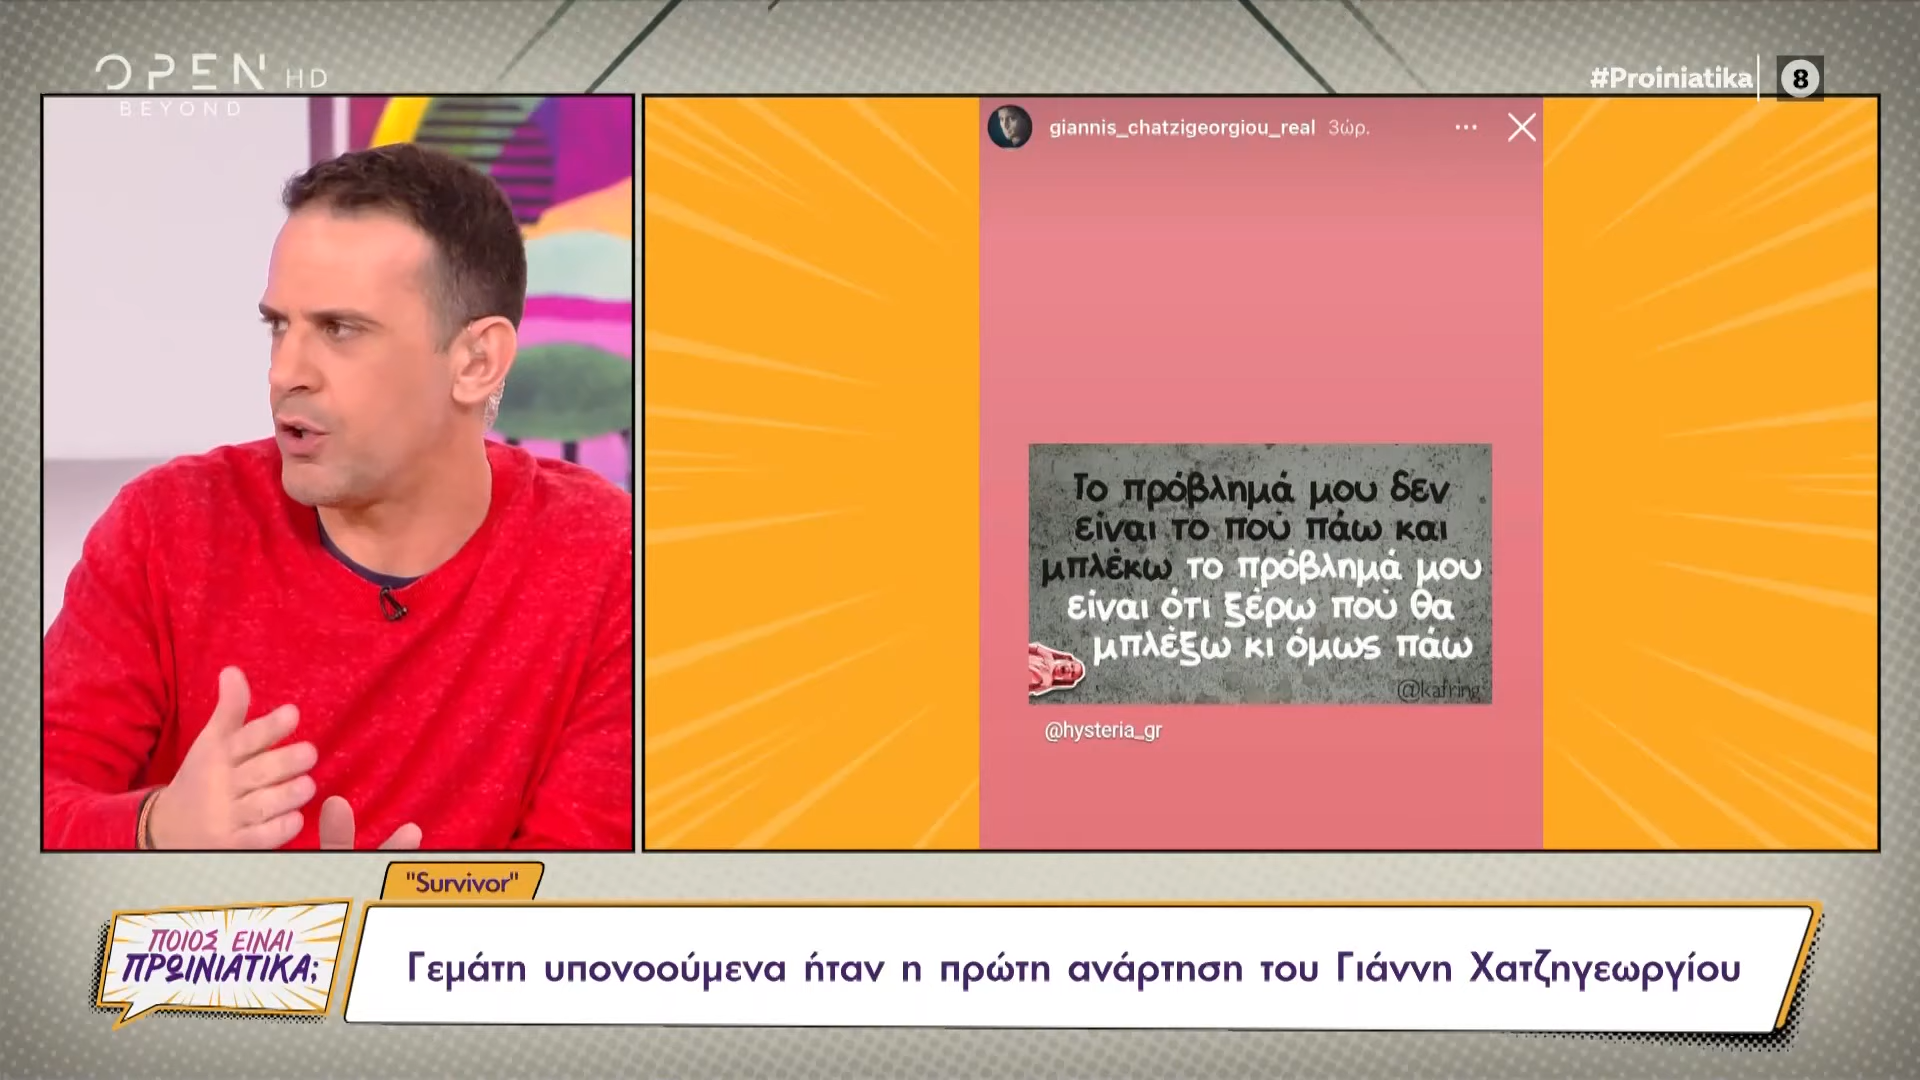 OPEN HD
BEYOND
#Proiniatika
8
giannis_chatzigeorgiou_real 3ώρ.
Το πρόβλημά μου δεν
είναι το πού πάω και
μπλέκω το πρόβλημά μου
είναι ότι ξέρω πού θα
μπλέξω κι όμως πάω
@kafring
@hysteria_gr
"Survivor"
ΠΟΙΟΣ ΕΙΝΑΙ
ΠΡΩΙΝΙΑΤΙΚΑ;
Γεμάτη υπονοούμενα ήταν η πρώτη ανάρτηση του Γιάννη Χατζηγεωργίου